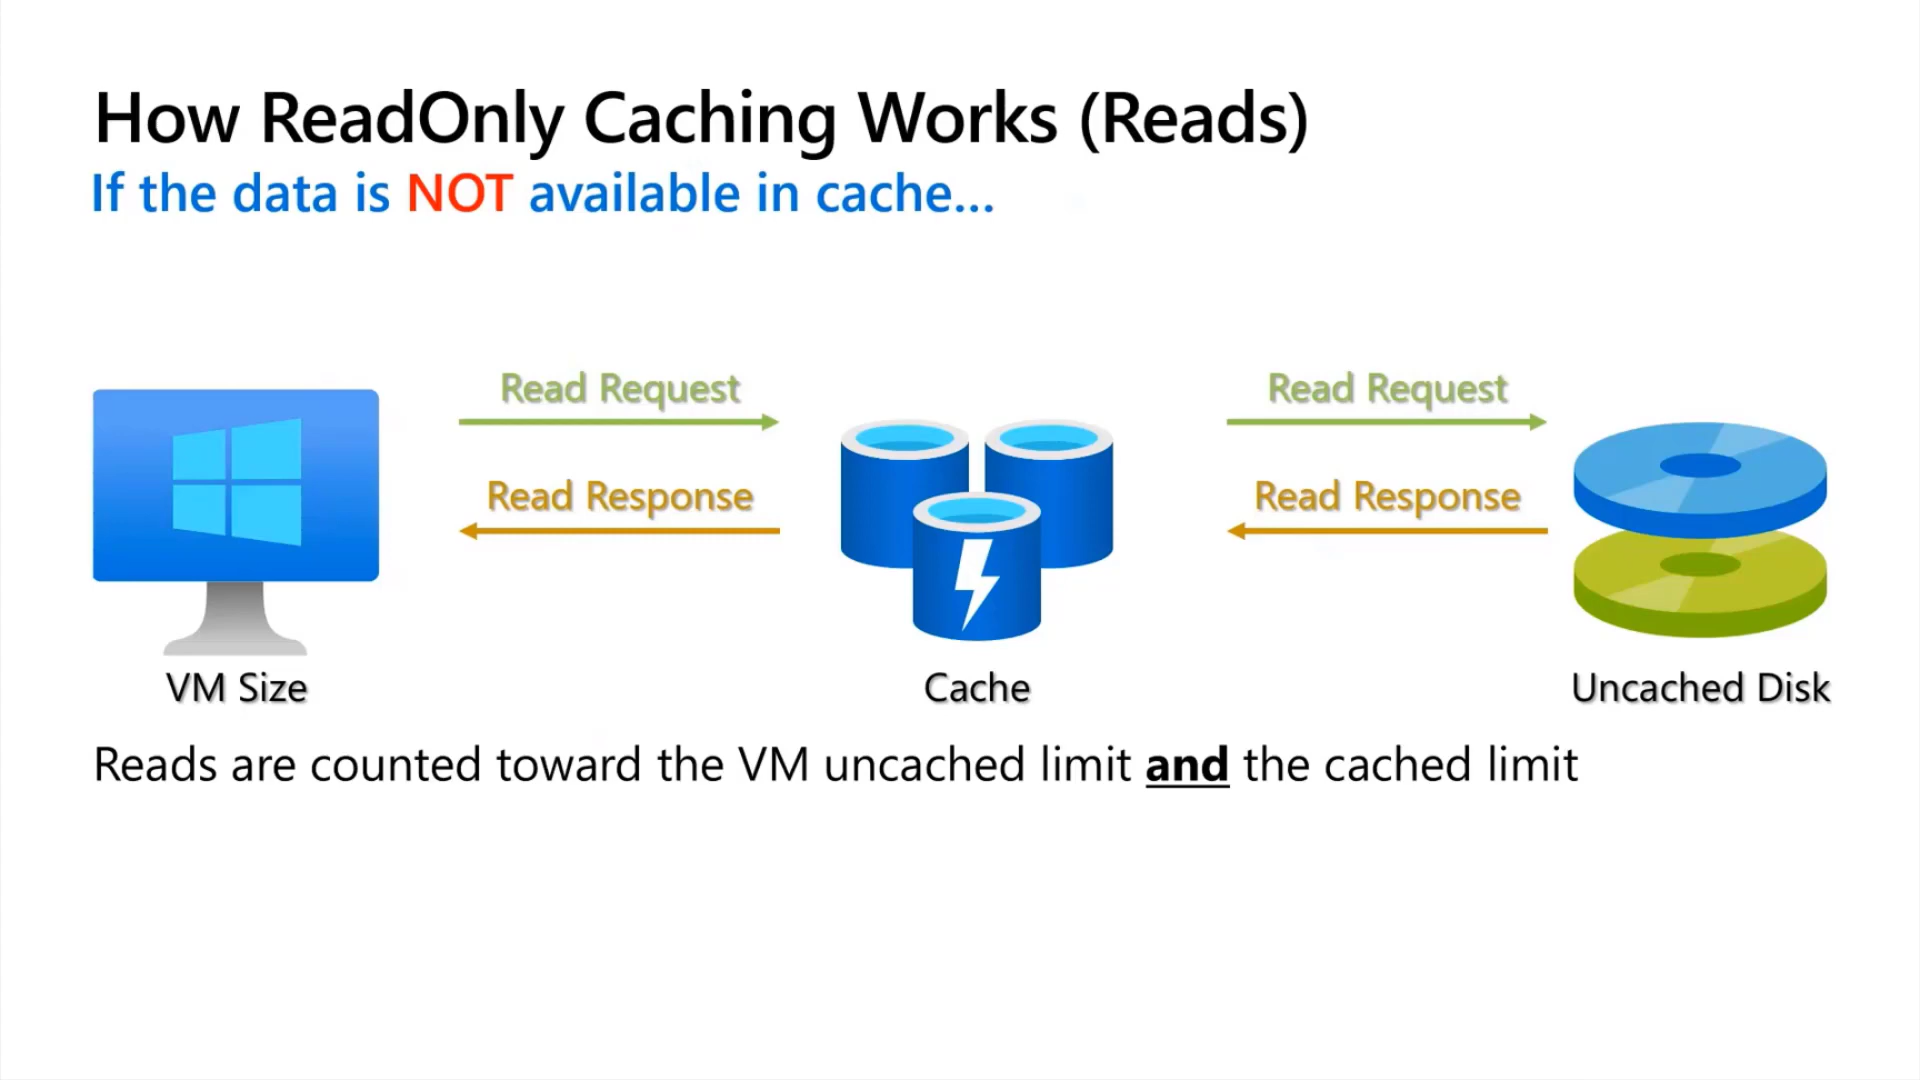 How ReadOnly Caching Works (Reads)
If the data is NOT available in cache...
Read Request
Read Request
Read Response
Read Response
VM Size
Cache
Uncached Disk
Reads are counted toward the VM uncached limit and the cached limit